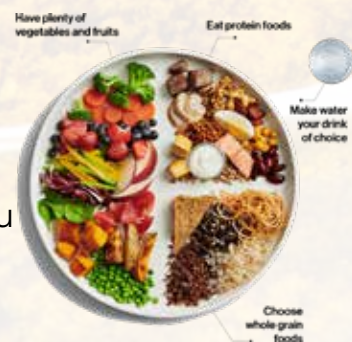 Have plenty of
vegetables and fruits
Eat protein foods
Make water
your drink
of choice
u
Choose
whole grain
foods